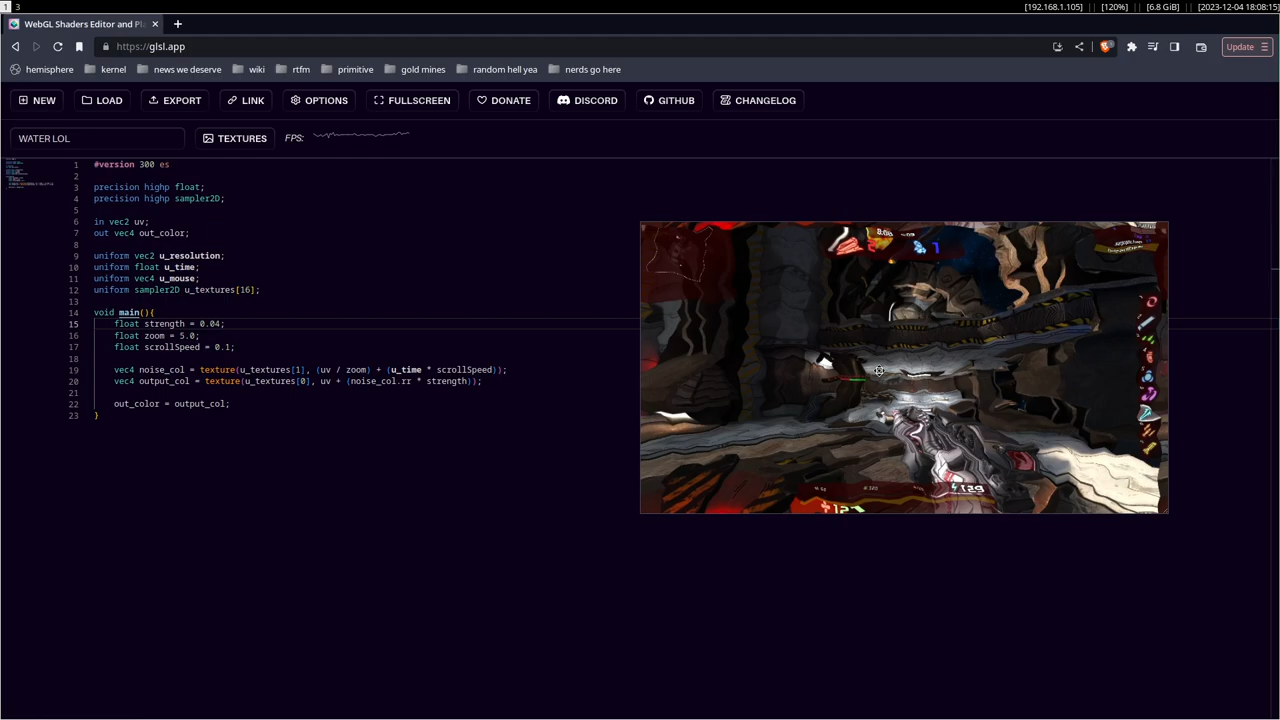 1 3 [192.168.1.105] || [120%] || [6.8 GiB] || [2023-12-04 18:08:15]
WebGL Shaders Editor and Pl
https://glsl.app
Update
hemisphere kernel news we deserve wiki rtfm primitive gold mines random hell yea nerds go here
NEW LOAD EXPORT LINK OPTIONS FULLSCREEN DONATE DISCORD GITHUB CHANGELOG
WATER LOL TEXTURES FPS:
1 #version 300 es
2
3 precision highp float;
4 precision highp sampler2D;
5
6 in vec2 uv;
7 out vec4 out_color;
8
9 uniform vec2 u_resolution;
10 uniform float u_time;
11 uniform vec4 u_mouse;
12 uniform sampler2D u_textures[16];
13
14 void main(){
15 float strength = 0.04;
16 float zoom = 5.0;
17 float scrollSpeed = 0.1;
18
19 vec4 noise_col = texture(u_textures[1], (uv / zoom) + (u_time * scrollSpeed));
20 vec4 output_col = texture(u_textures[0], uv + (noise_col.rr * strength));
21
22 out_color = output_col;
23 }